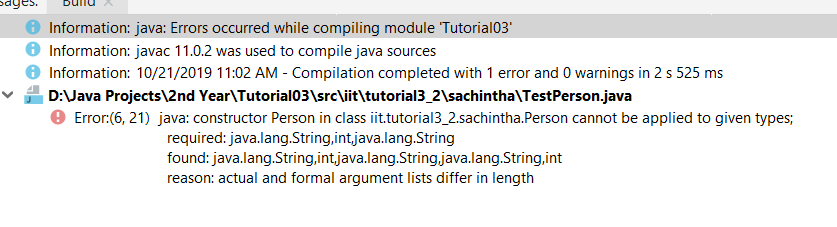 sages:
Build
Information: java: Errors occurred while compiling module 'Tutorial03'
Information: javac 11.0.2 was used to compile java sources
Information: 10/21/2019 11:02 AM - Compilation completed with 1 error and 0 warnings in 2 s 525 ms
D:\Java Projects\2nd Year\Tutorial03\src\iit\tutorial3_2\sachintha\TestPerson.java
Error:(6, 21)  java: constructor Person in class iit.tutorial3_2.sachintha.Person cannot be applied to given types;
required: java.lang.String,int,java.lang.String
found: java.lang.String,int,java.lang.String,java.lang.String,int
reason: actual and formal argument lists differ in length